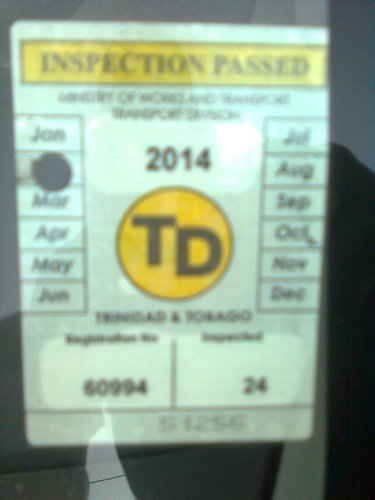 INSPECTION PASSED
MINISTRY OF WORKS AND TRANSPORT
TRANSPORT DIVISION
Jan
Mar
Apr
May
Jun
2014
TD
Jul
Aug
Sep
Oct
Nov
Dec
TRINIDAD & TOBAGO
Registration No Inspected
60994 24
51256